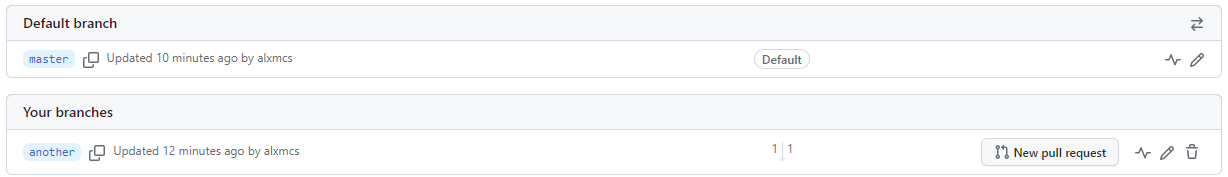 Default branch
master Updated 10 minutes ago by alxmcs Default
Your branches
another Updated 12 minutes ago by alxmcs 1 1 New pull request